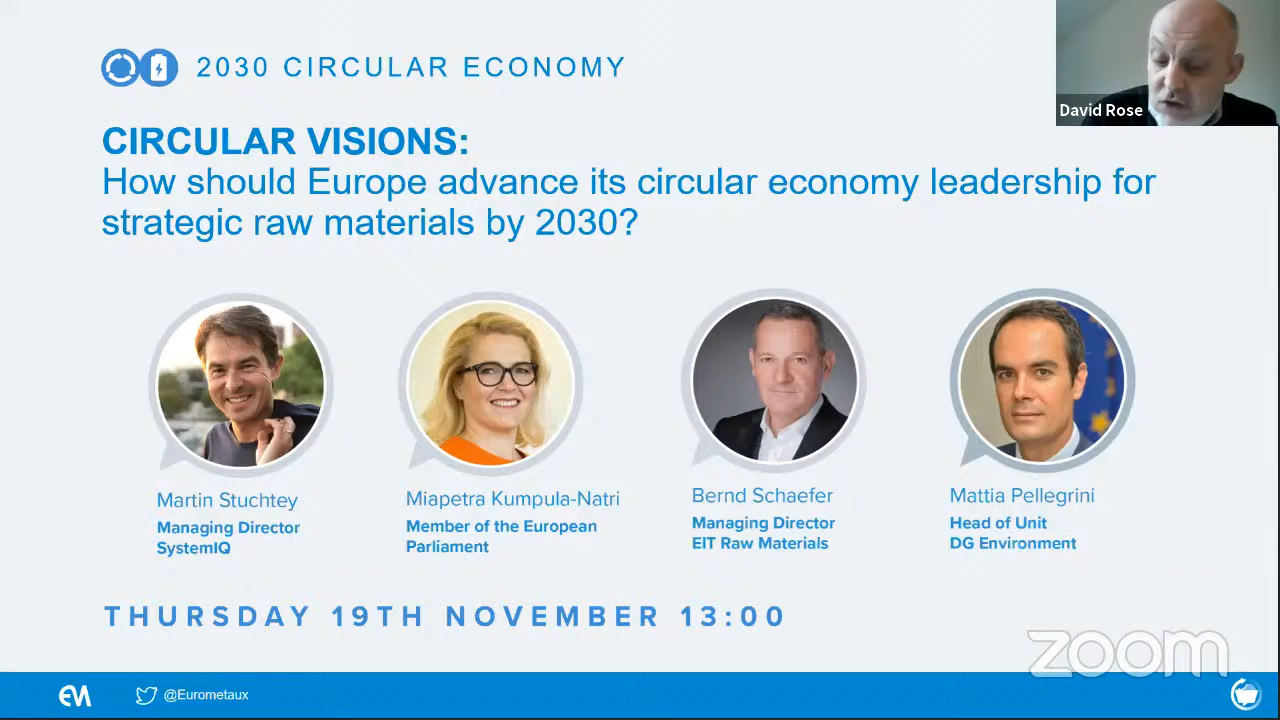 2030 CIRCULAR ECONOMY
David Rose
CIRCULAR VISIONS:
How should Europe advance its circular economy leadership for
strategic raw materials by 2030?
Martin Stuchtey
Managing Director
SystemIQ
Miapetra Kumpula-Natri
Member of the European
Parliament
Bernd Schaefer
Managing Director
EIT Raw Materials
Mattia Pellegrini
Head of Unit
DG Environment
THURSDAY 19TH NOVEMBER 13:00
zoom
EM
@Eurometaux